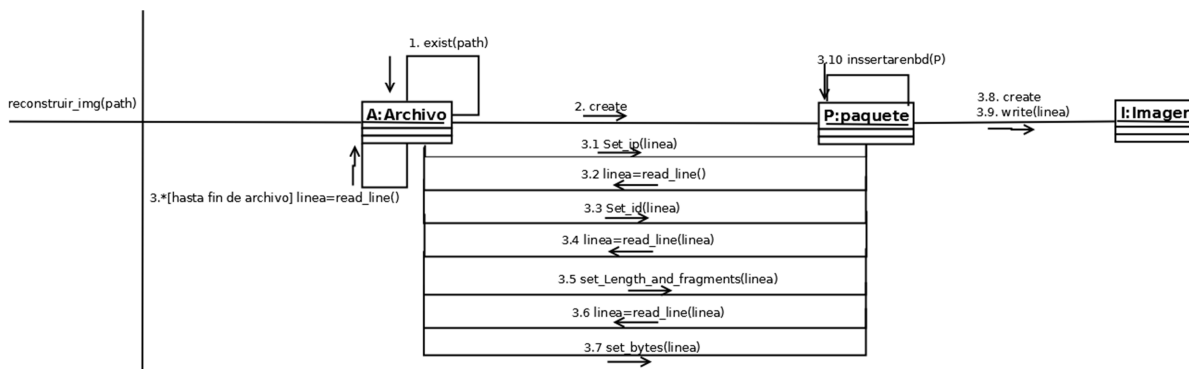 1. exist(path)
3.10 inssertarenbd(P)
reconstruir_img(path)
A:Archivo
2. create
P:paquete
3.8. create
3.9. write(linea)
I:Imagen
3.1 Set_ip(linea)
3.2 linea=read_line()
3.*[hasta fin de archivo] linea=read_line()
3.3 Set_id(linea)
3.4 linea=read_line(linea)
3.5 set_Length_and_fragments(linea)
3.6 linea=read_line(linea)
3.7 set_bytes(linea)